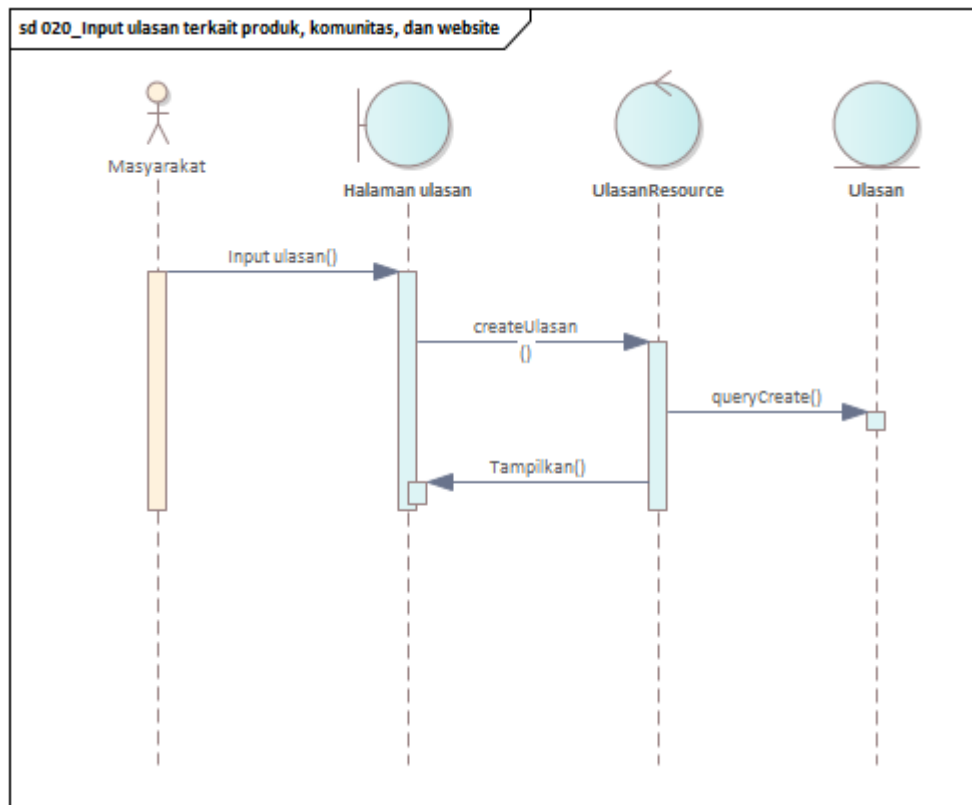 sd 020_Input ulasan terkait produk, komunitas, dan website
Masyarakat
Halaman ulasan
UlasanResource
Ulasan
Input ulasan()
createUlasan
()
queryCreate()
Tampilkan()